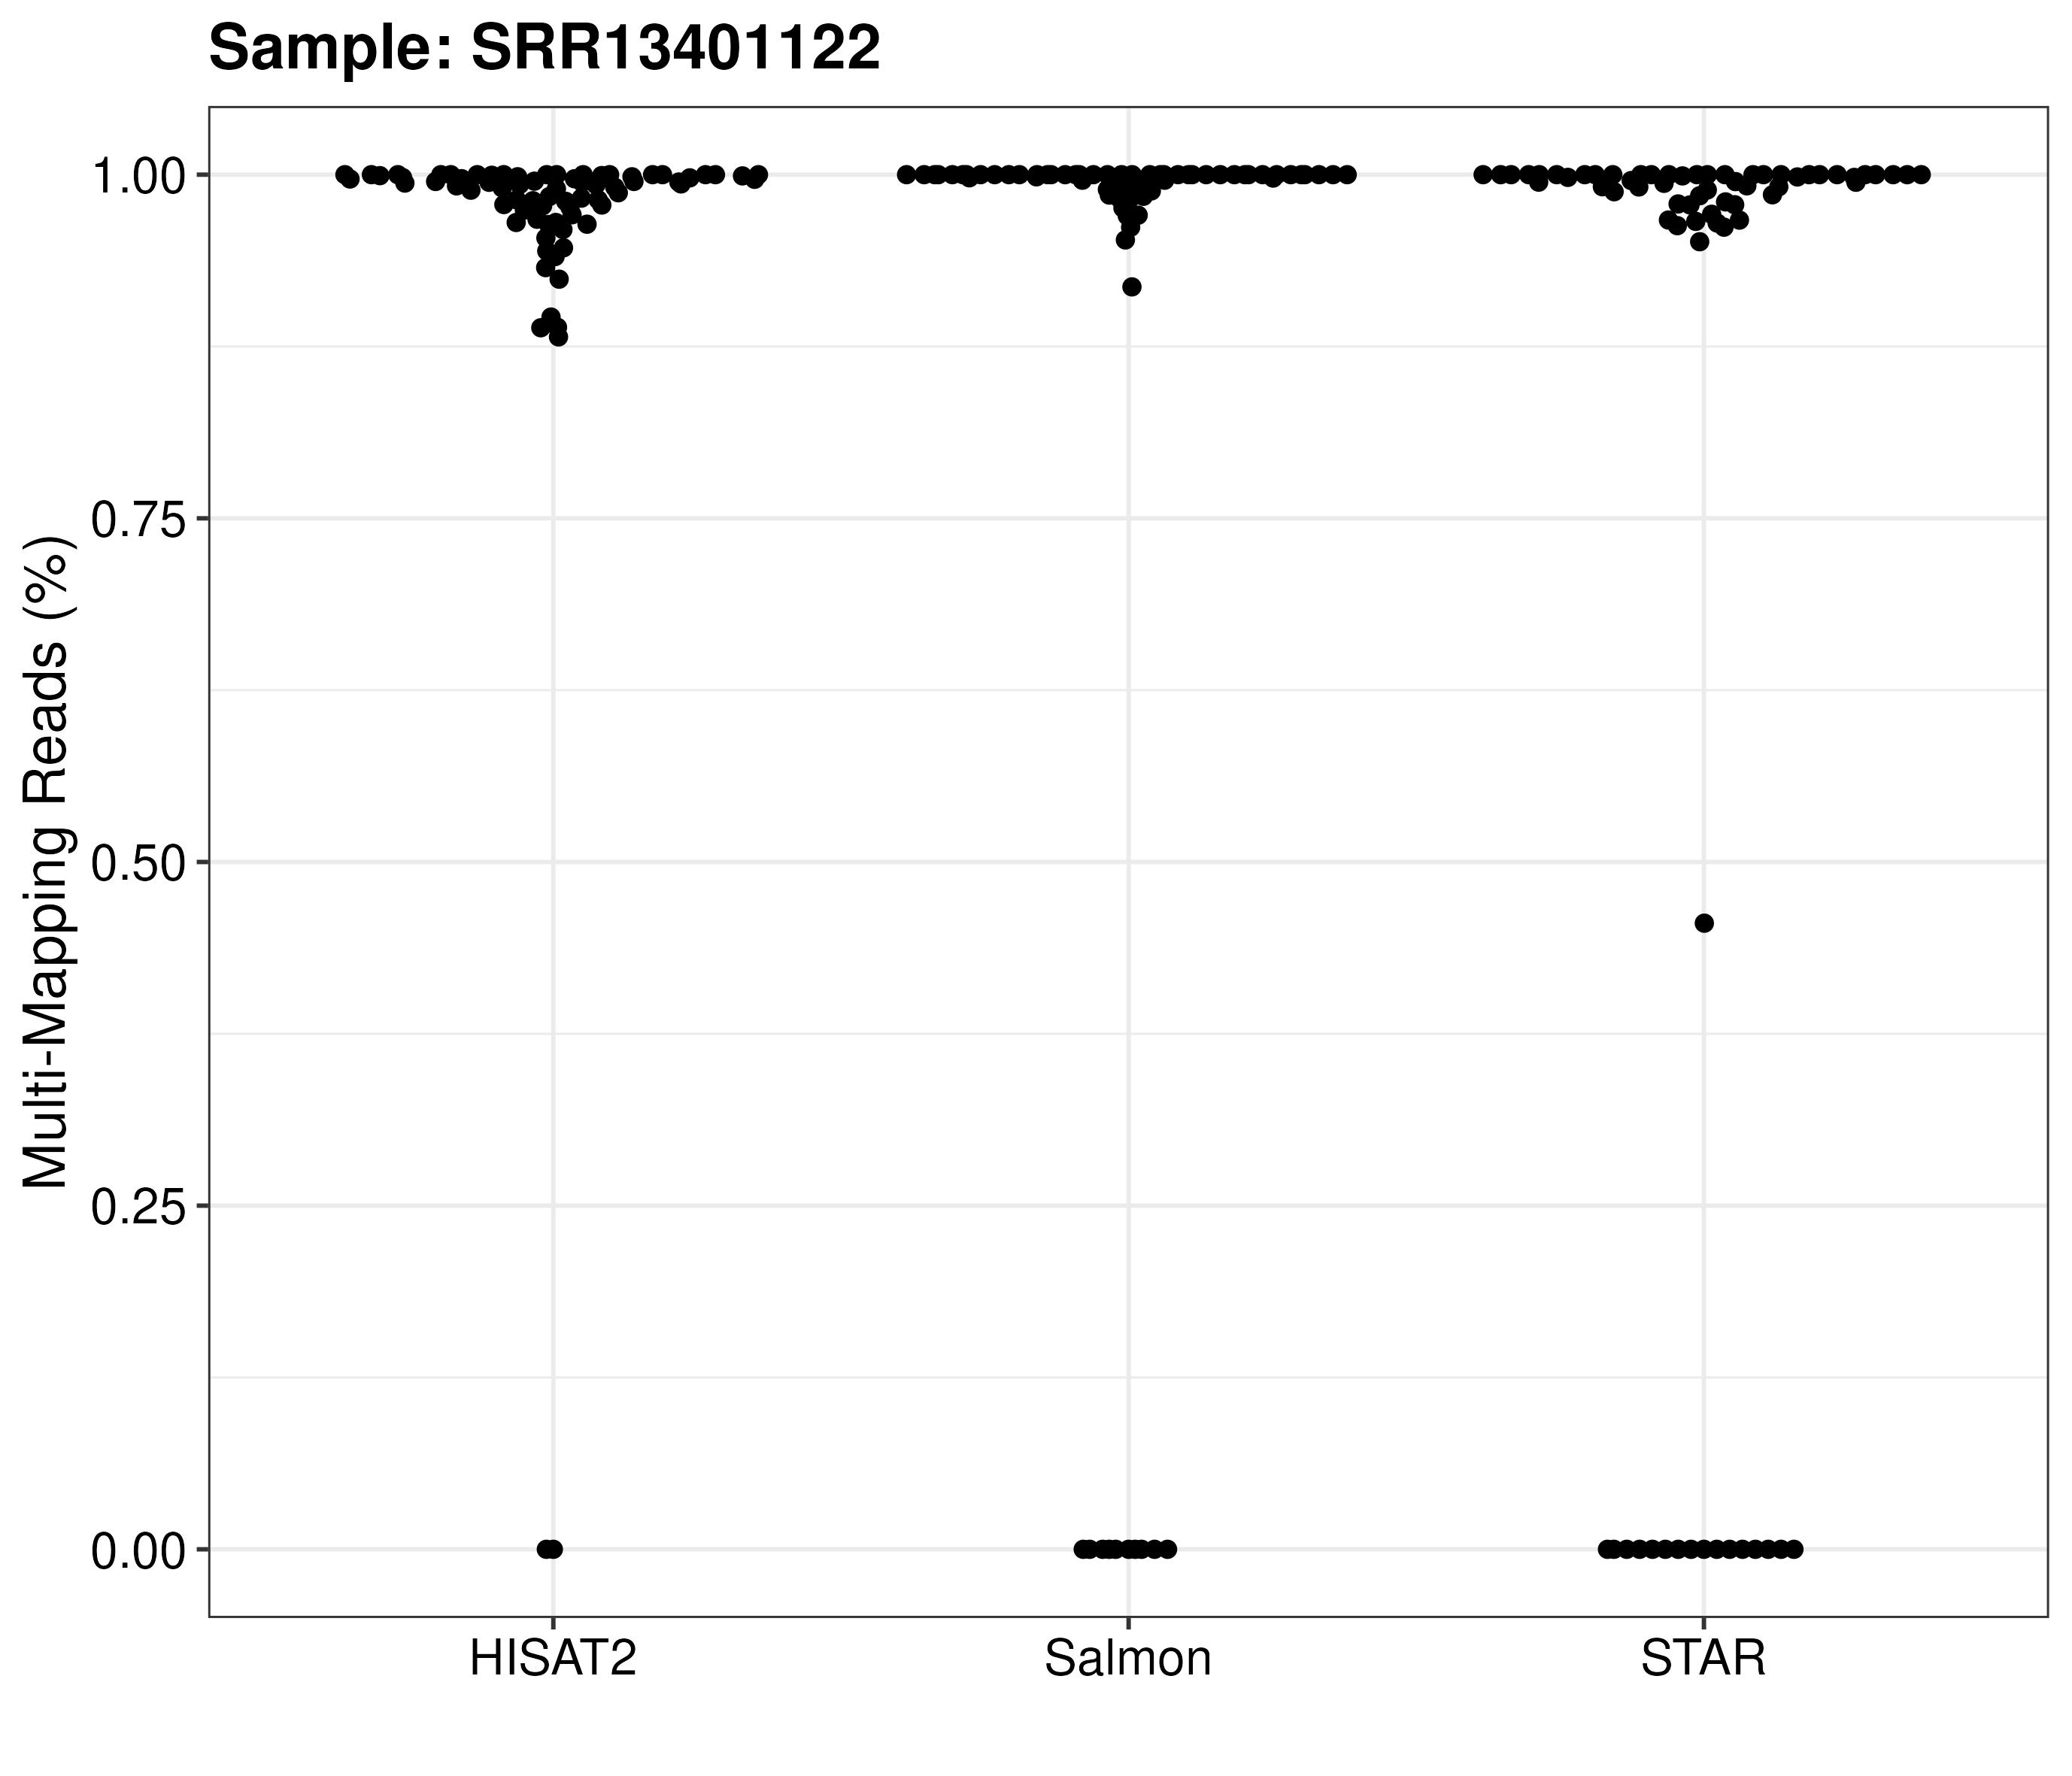 Sample: SRR13401122
Multi-Mapping Reads (%)
1.00
0.75
0.50
0.25
0.00
HISAT2
Salmon
STAR